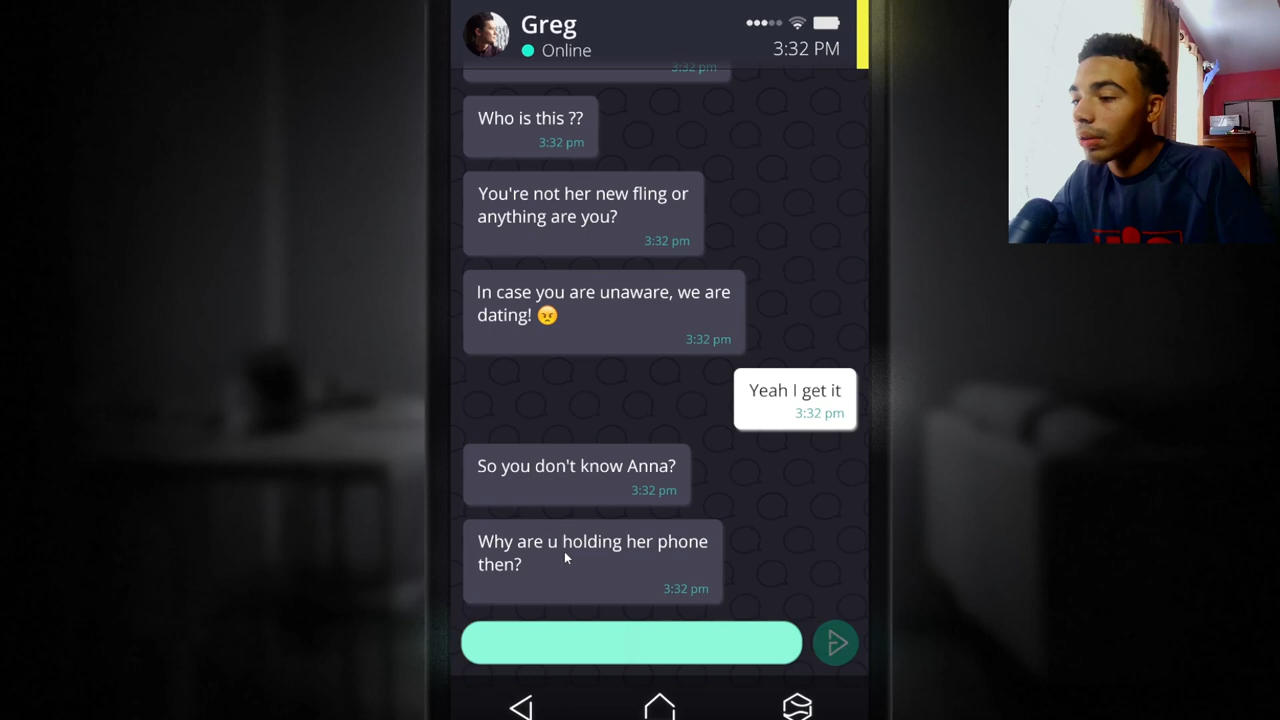 Greg
Online
3:32 PM
3:32 pm
Who is this ??
3:32 pm
You're not her new fling or
anything are you?
3:32 pm
In case you are unaware, we are
dating! 😠
3:32 pm
Yeah I get it
3:32 pm
So you don't know Anna?
3:32 pm
Why are u holding her phone
then?
3:32 pm